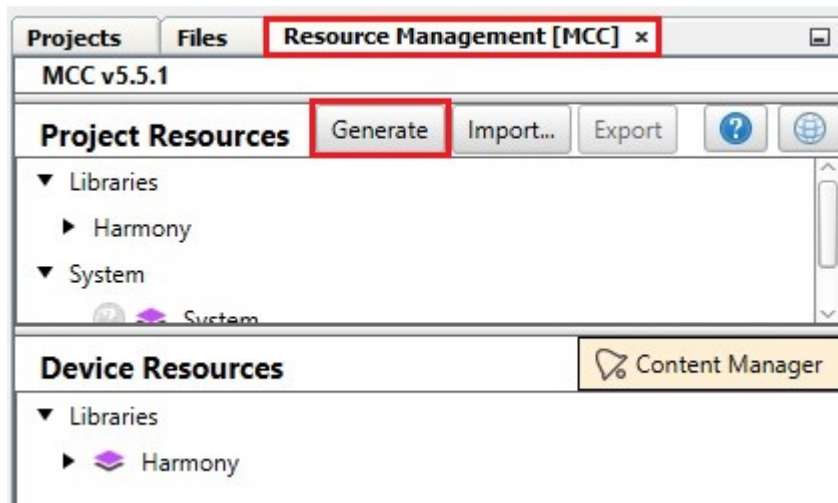 Projects Files Resource Management [MCC] ×
MCC v5.5.1
Project Resources Generate Import... Export ?
Libraries
Harmony
System
System
Device Resources Content Manager
Libraries
Harmony